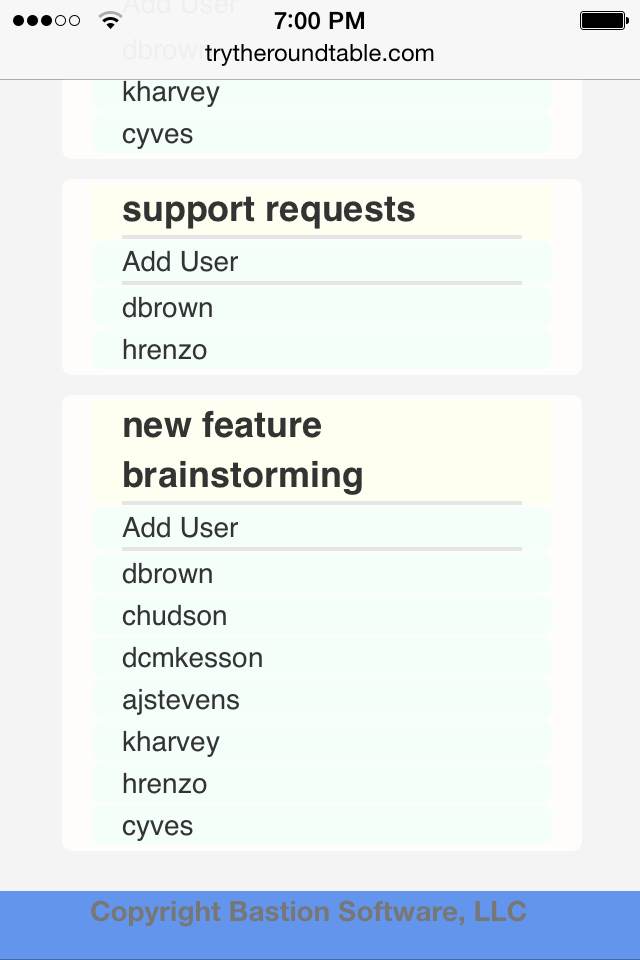 Add User
7:00 PM
dbrown
trytheroundtable.com
kharvey
cyves
support requests
Add User
dbrown
hrenzo
new feature
brainstorming
Add User
dbrown
chudson
dcmkesson
ajstevens
kharvey
hrenzo
cyves
Copyright Bastion Software, LLC